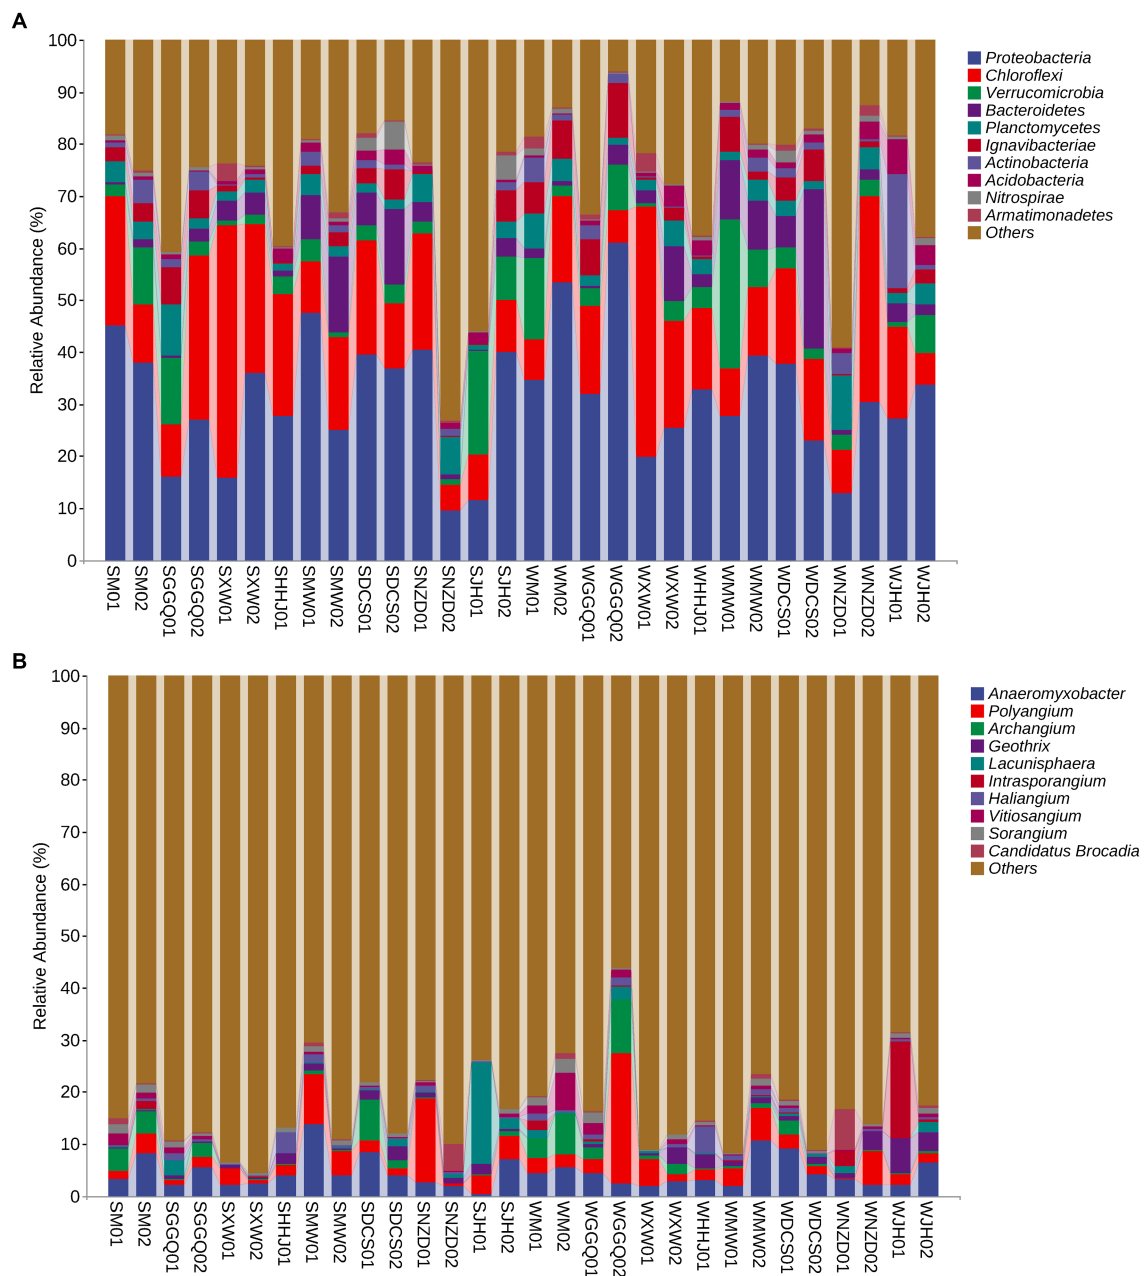 A
100
90
80
70
60
50
40
30
20
10
0
Relative Abundance (%)
Proteobacteria
Chloroflexi
Verrucomicrobia
Bacteroidetes
Planctomycetes
Ignavibacteriae
Actinobacteria
Acidobacteria
Nitrospirae
Armatimonadetes
Others
SM01
SM02
SGGQ01
SGGQ02
SXW01
SXW02
SHHJ01
SMW01
SMW02
SDCS01
SDCS02
SNZD01
SNZD02
SJH01
SJH02
WM01
WM02
WGGQ01
WGGQ02
WXW01
WXW02
WHHJ01
WMW01
WMW02
WDCS01
WDCS02
WNZD01
WNZD02
WJH01
WJH02
B
100
90
80
70
60
50
40
30
20
10
0
Relative Abundance (%)
Anaeromyxobacter
Polyangium
Archangium
Geothrix
Lacunisphaera
Intrasporangium
Haliangium
Vitiosangium
Sorangium
Candidatus Brocadia
Others
SM01
SM02
SGGQ01
SGGQ02
SXW01
SXW02
SHHJ01
SMW01
SMW02
SDCS01
SDCS02
SNZD01
SNZD02
SJH01
SJH02
WM01
WM02
WGGQ01
WGGQ02
WXW01
WXW02
WHHJ01
WMW01
WMW02
WDCS01
WDCS02
WNZD01
WNZD02
WJH01
WJH02